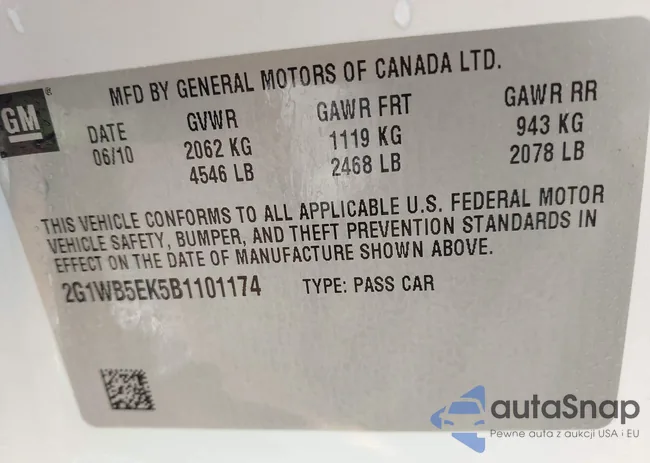 MFD BY GENERAL MOTORS OF CANADA LTD.
GM®
DATE GVWR GAWR FRT GAWR RR
06/10 2062 KG 1119 KG 943 KG
4546 LB 2468 LB 2078 LB
THIS VEHICLE CONFORMS TO ALL APPLICABLE U.S. FEDERAL MOTOR
VEHICLE SAFETY, BUMPER, AND THEFT PREVENTION STANDARDS IN
EFFECT ON THE DATE OF MANUFACTURE SHOWN ABOVE.
2G1WB5EK5B1101174 TYPE: PASS CAR
autaSnap
Pewne auta z aukcji USA i EU